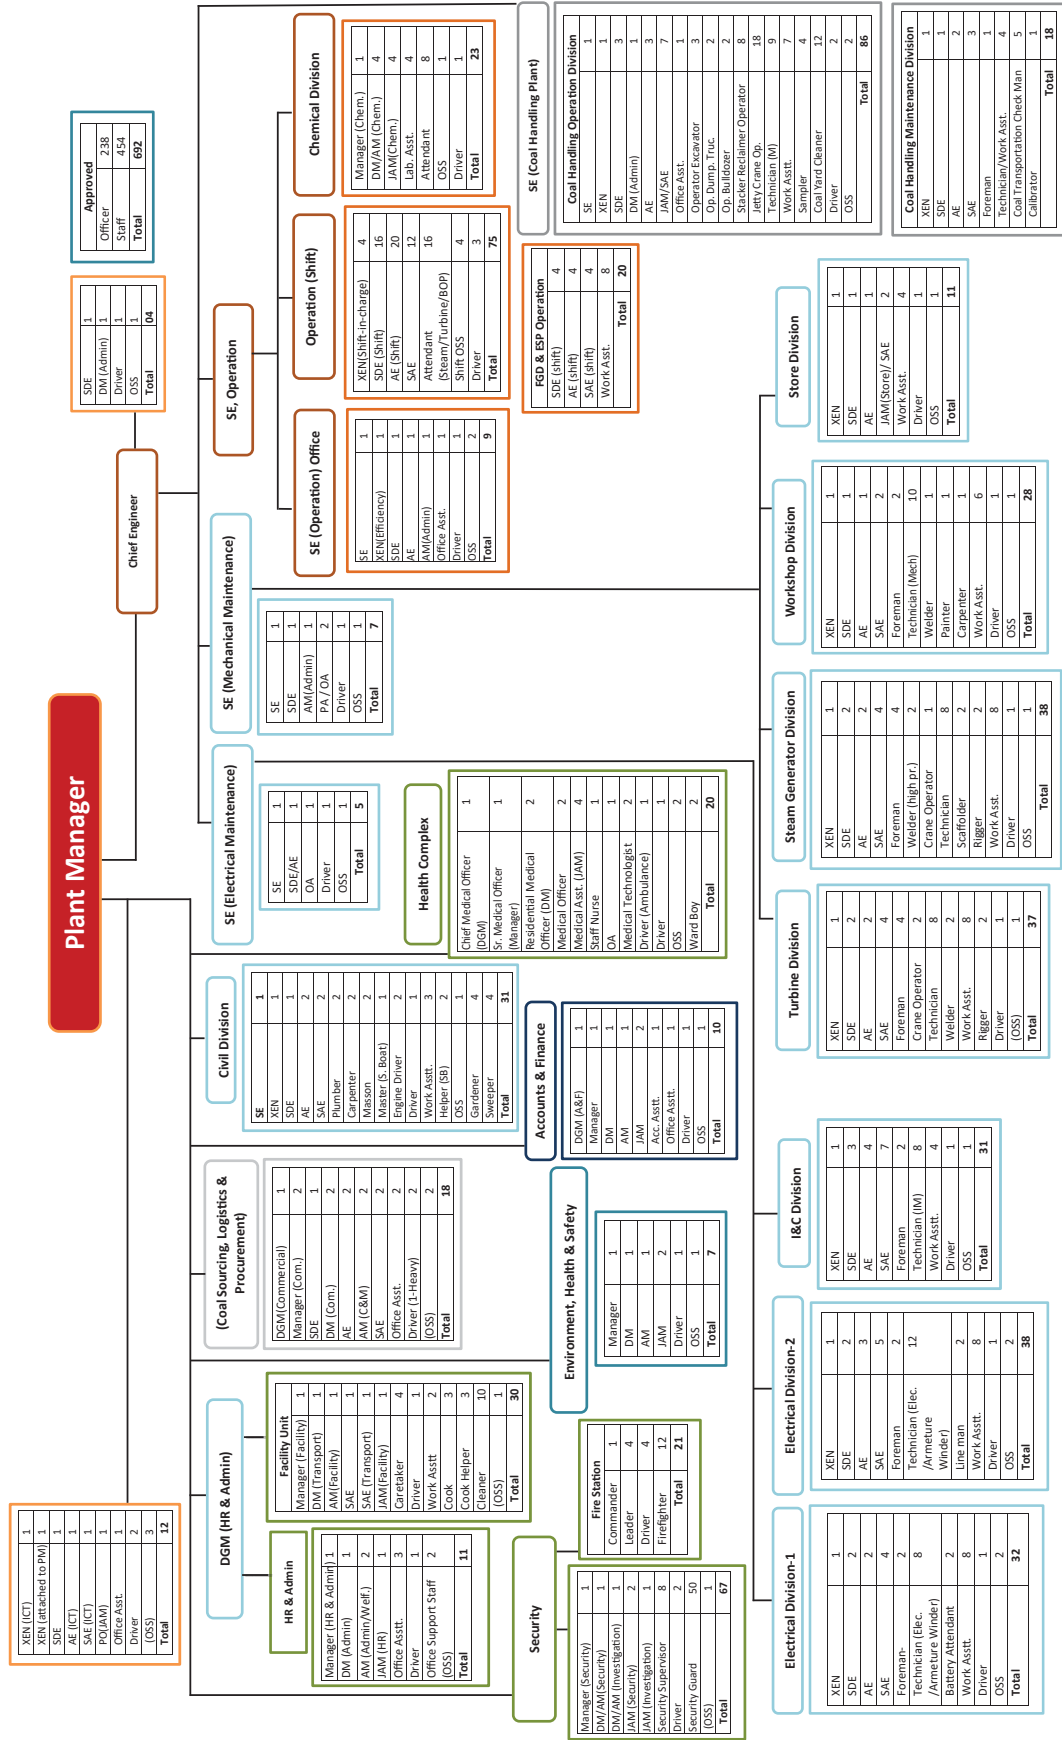 Plant Manager
XEN (ICT) 1
XEN (attached to PM) 1
SDE 1
AE (ICT) 1
SAE (ICT) 1
PO(JAM) 1
Office Asst. 1
Driver 2
(OSS) 3
Total 12
Chief Engineer
SDE 1
DM (Admin) 1
Driver 1
OSS 1
Total 04
Approved
Officer 238
Staff 454
Total 692
DGM (HR & Admin)
HR & Admin
Manager (HR & Admin) 1
DM (Admin) 1
AM (Admin/Welf.) 2
JAM (HR) 1
Office Asstt. 3
Driver 1
Office Support Staff 2
(OSS)
Total 11
Facility Unit
Manager (Facility) 1
DM (Transport) 1
AM(Facility) 1
SAE 1
SAE (Transport) 1
JAM(Facility) 1
Caretaker 4
Driver 1
Work Asstt 2
Cook 3
Cook Helper 3
Cleaner 10
(OSS) 1
Total 30
(Coal Sourcing, Logistics &
Procurement)
DGM(Commercial) 1
Manager (Com.) 2
SDE 1
DM (Com.) 2
AE 2
AM (C&M) 2
SAE 2
Office Asst. 2
Driver (1-Heavy) 2
(OSS) 2
Total 18
Civil Division
SE 1
XEN 1
SDE 1
AE 2
SAE 2
Plumber 2
Carpenter 2
Masson 2
Master (S. Boat) 1
Engine Driver 2
Driver 1
Work Asstt. 3
Helper (SB) 2
OSS 1
Gardener 4
Sweeper 4
Total 31
SE (Electrical Maintenance)
SE 1
SDE/AE 1
OA 1
Driver 1
OSS 1
Total 5
SE (Mechanical Maintenance)
SE 1
SDE 1
AM(Admin) 1
PA / OA 2
Driver 1
OSS 1
Total 7
SE, Operation
SE (Operation) Office
SE 1
XEN(Efficiency) 1
SDE 1
AE 1
AM(Admin) 1
Office Asst. 1
Driver 1
OSS 2
Total 9
Operation (Shift)
XEN(Shift-in-charge) 4
SDE (Shift) 16
AE (Shift) 20
SAE 12
Attendant 16
(Steam/Turbine/BOP)
Shift OSS 4
Driver 3
Total 75
Chemical Division
Manager (Chem.) 1
DM/AM (Chem.) 4
JAM(Chem.) 4
Lab. Asst. 4
Attendant 8
OSS 1
Driver 1
Total 23
Security
Manager (Security) 1
DM/AM(Security) 1
DM/AM (Investigation) 1
JAM (Security) 2
JAM (Investigation) 1
Security Supervisor 8
Driver 2
Security Guard 50
(OSS) 1
Total 67
Fire Station
Commander 1
Leader 4
Driver 4
Firefighter 12
Total 21
Environment, Health & Safety
Manager 1
DM 1
AM 1
JAM 2
Driver 1
OSS 1
Total 7
Accounts & Finance
DGM (A&F) 1
Manager 1
DM 1
AM 1
JAM 2
Acc. Asstt. 1
Office Asstt. 1
Driver 1
OSS 1
Total 10
Health Complex
Chief Medical Officer 1
(DGM)
Sr. Medical Officer 1
(Manager)
Residential Medical 2
Officer (DM)
Medical Officer 2
Medical Asst. (JAM) 4
Staff Nurse 1
OA 1
Medical Technologist 2
Driver (Ambulance) 1
Driver 1
OSS 2
Ward Boy 2
Total 20
FGD & ESP Operation
SDE (shift) 4
AE (shift) 4
SAE (shift) 4
Work Asst. 8
Total 20
SE (Coal Handling Plant)
Coal Handling Operation Division
SE 1
XEN 1
SDE 3
DM (Admin) 1
AE 3
JAM/SAE 7
Office Asst. 1
Operator Excavator 3
Op. Dump. Truc. 2
Op. Bulldozer 2
Stacker Reclaimer Operator 8
Jetty Crane Op. 18
Technician (M) 9
Work Asstt. 7
Sampler 4
Coal Yard Cleaner 12
Driver 2
OSS 2
Total 86
Coal Handling Maintenance Division
XEN 1
SDE 1
AE 2
SAE 3
Foreman 1
Technician/Work Asst. 4
Coal Transportation Check Man 5
Calibrator 1
Total 18
Electrical Division-1
XEN 1
SDE 2
AE 2
SAE 4
Foreman- 2
Technician (Elec. 8
/Armeture Winder)
Battery Attendant 2
Work Asstt. 8
Driver 1
OSS 2
Total 32
Electrical Division-2
XEN 1
SDE 2
AE 3
SAE 5
Foreman 2
Technician (Elec. 12
/Armeture
Winder)
Line man 2
Work Asstt. 8
Driver 1
OSS 2
Total 38
I&C Division
XEN 1
SDE 3
AE 4
SAE 7
Foreman 2
Technician (IM) 8
Work Asstt. 4
Driver 1
OSS 1
Total 31
Turbine Division
XEN 1
SDE 2
AE 2
SAE 4
Foreman 4
Crane Operator 2
Technician 8
Welder 2
Work Asst. 8
Rigger 2
Driver 1
(OSS) 1
Total 37
Steam Generator Division
XEN 1
SDE 2
AE 2
SAE 4
Foreman 4
Welder (high pr.) 2
Crane Operator 1
Technician 8
Scaffolder 2
Rigger 2
Work Asst. 8
Driver 1
OSS 1
Total 38
Workshop Division
XEN 1
SDE 1
AE 1
SAE 2
Foreman 2
Technician (Mech) 10
Welder 1
Painter 1
Carpenter 1
Work Asst. 6
Driver 1
OSS 1
Total 28
Store Division
XEN 1
SDE 1
AE 1
JAM(Store)/ SAE 2
Work Asst. 4
Driver 1
OSS 1
Total 11